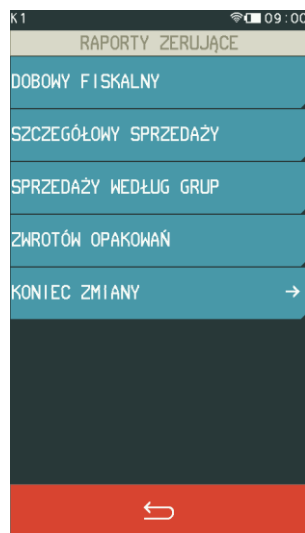 K1 09:00
RAPORTY ZERUJĄCE
DOBOWY FISKALNY
SZCZEGÓŁOWY SPRZEDAŻY
SPRZEDAŻY WEDŁUG GRUP
ZWROTÓW OPAKOWAŃ
KONIEC ZMIANY →